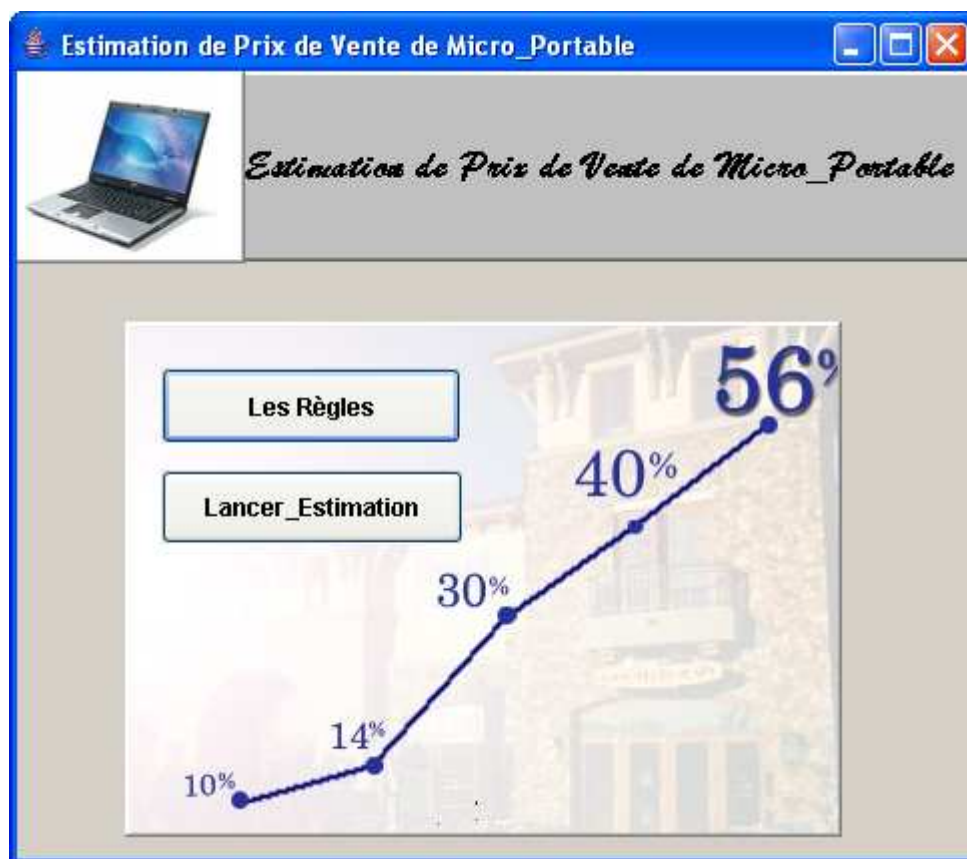 Estimation de Prix de Vente de Micro_Portable
Estimation de Prix de Vente de Micro_Portable
Les Règles
Lancer_Estimation
56%
40%
30%
14%
10%